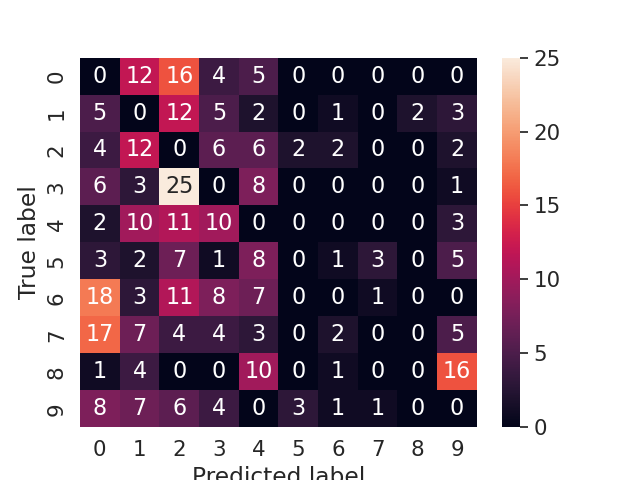 0 0 12 16 4 5 0 0 0 0 0
1 5 0 12 5 2 0 1 0 2 3
2 4 12 0 6 6 2 2 0 0 2
3 6 3 25 0 8 0 0 0 0 1
4 2 10 11 10 0 0 0 0 0 3
5 3 2 7 1 8 0 1 3 0 5
6 18 3 11 8 7 0 0 1 0 0
7 17 7 4 4 3 0 2 0 0 5
8 1 4 0 0 10 0 1 0 0 16
9 8 7 6 4 0 3 1 1 0 0
0 1 2 3 4 5 6 7 8 9
True label
Predicted label
25
20
15
10
5
0